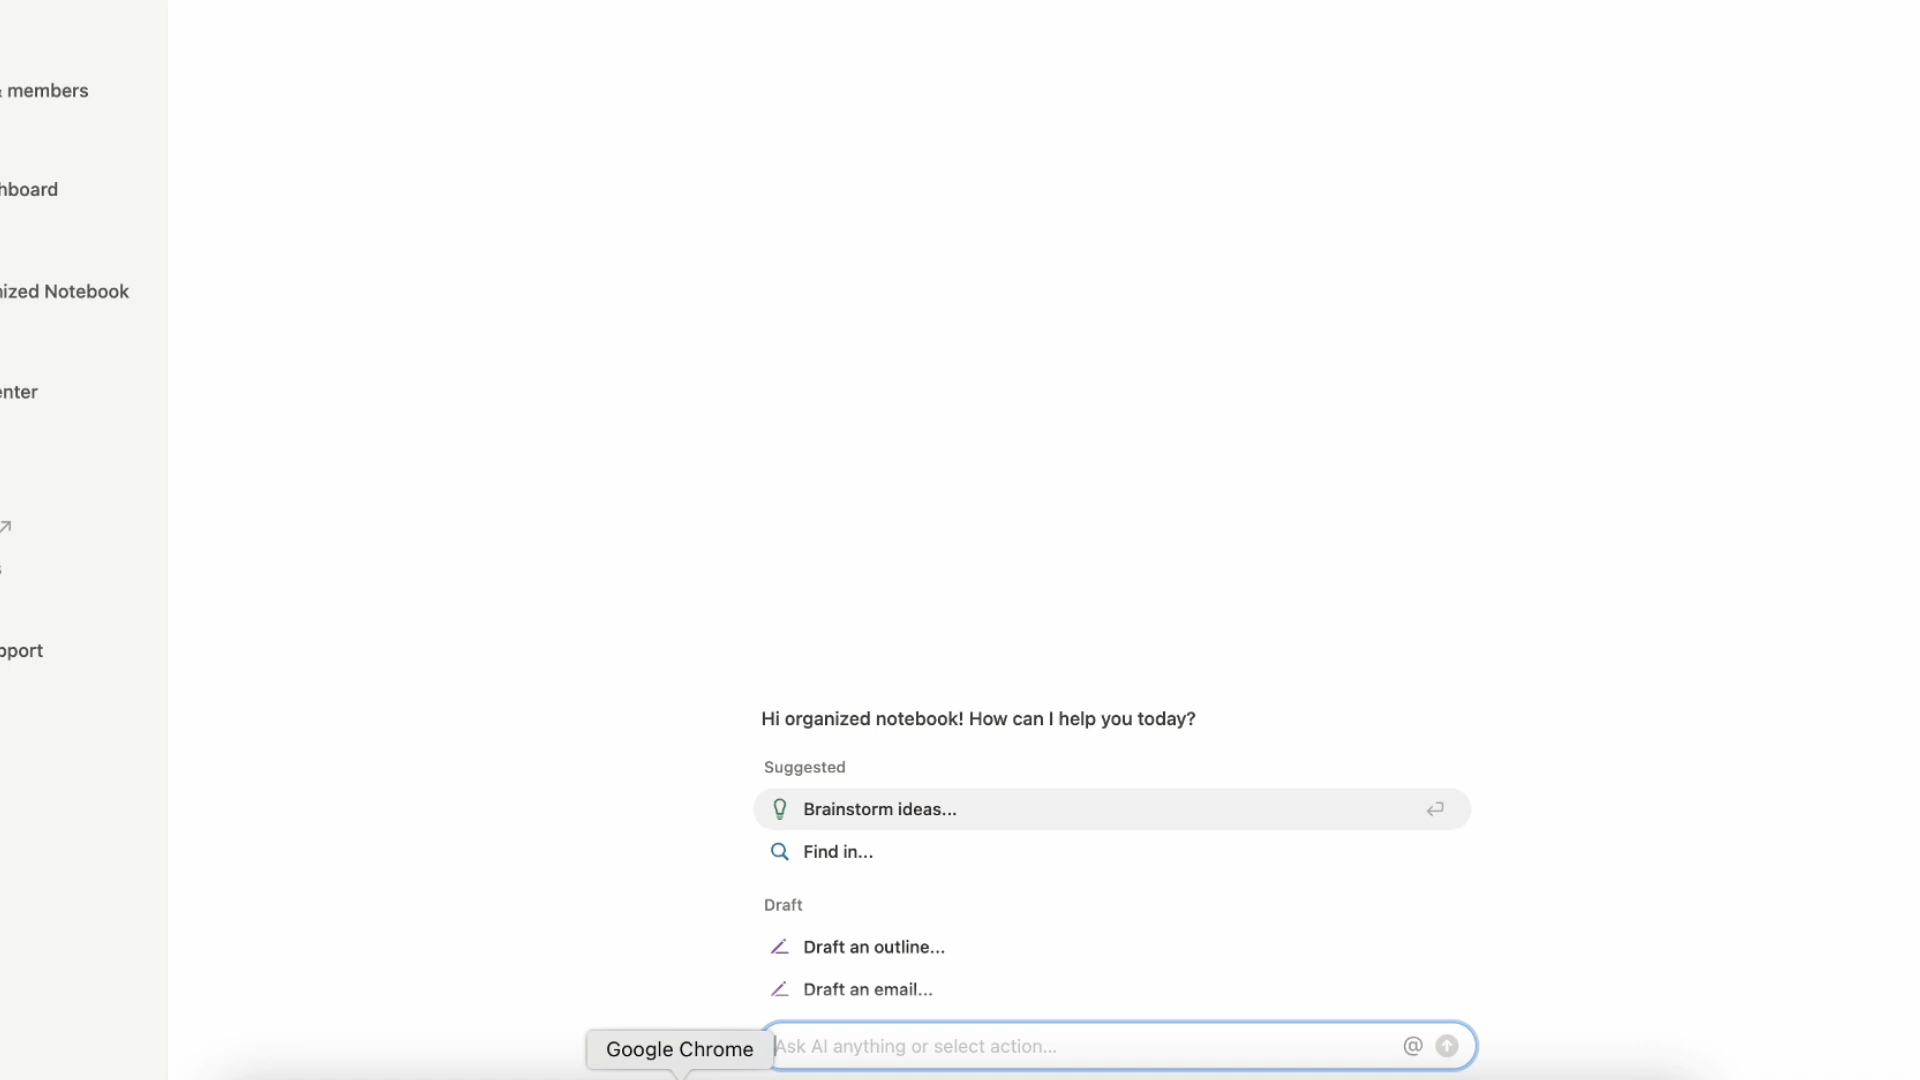 members
hboard
ized Notebook
enter
s
pport
Hi organized notebook! How can I help you today?
Suggested
Brainstorm ideas...
Find in...
Draft
Draft an outline...
Draft an email...
Ask AI anything or select action...
@
Google Chrome